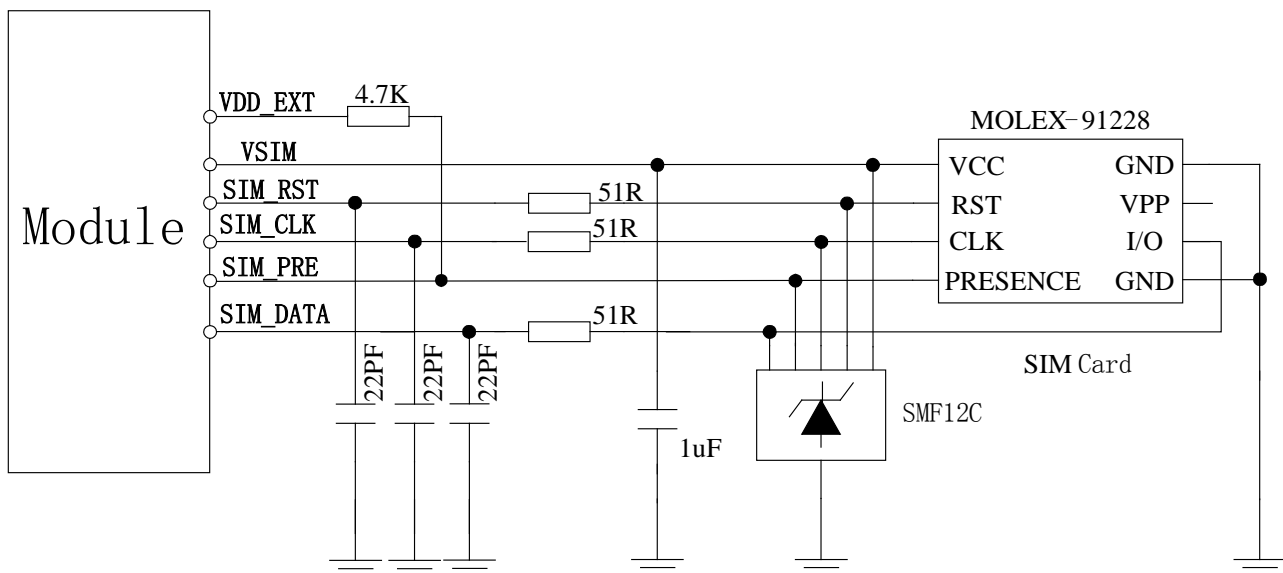 Module
VDD_EXT
4.7K
VSIM
SIM_RST
51R
SIM_CLK
51R
SIM_PRE
SIM_DATA
51R
22PF
22PF
22PF
1uF
SMF12C
MOLEX-91228
VCC
GND
RST
VPP
CLK
I/O
PRESENCE
GND
SIM Card